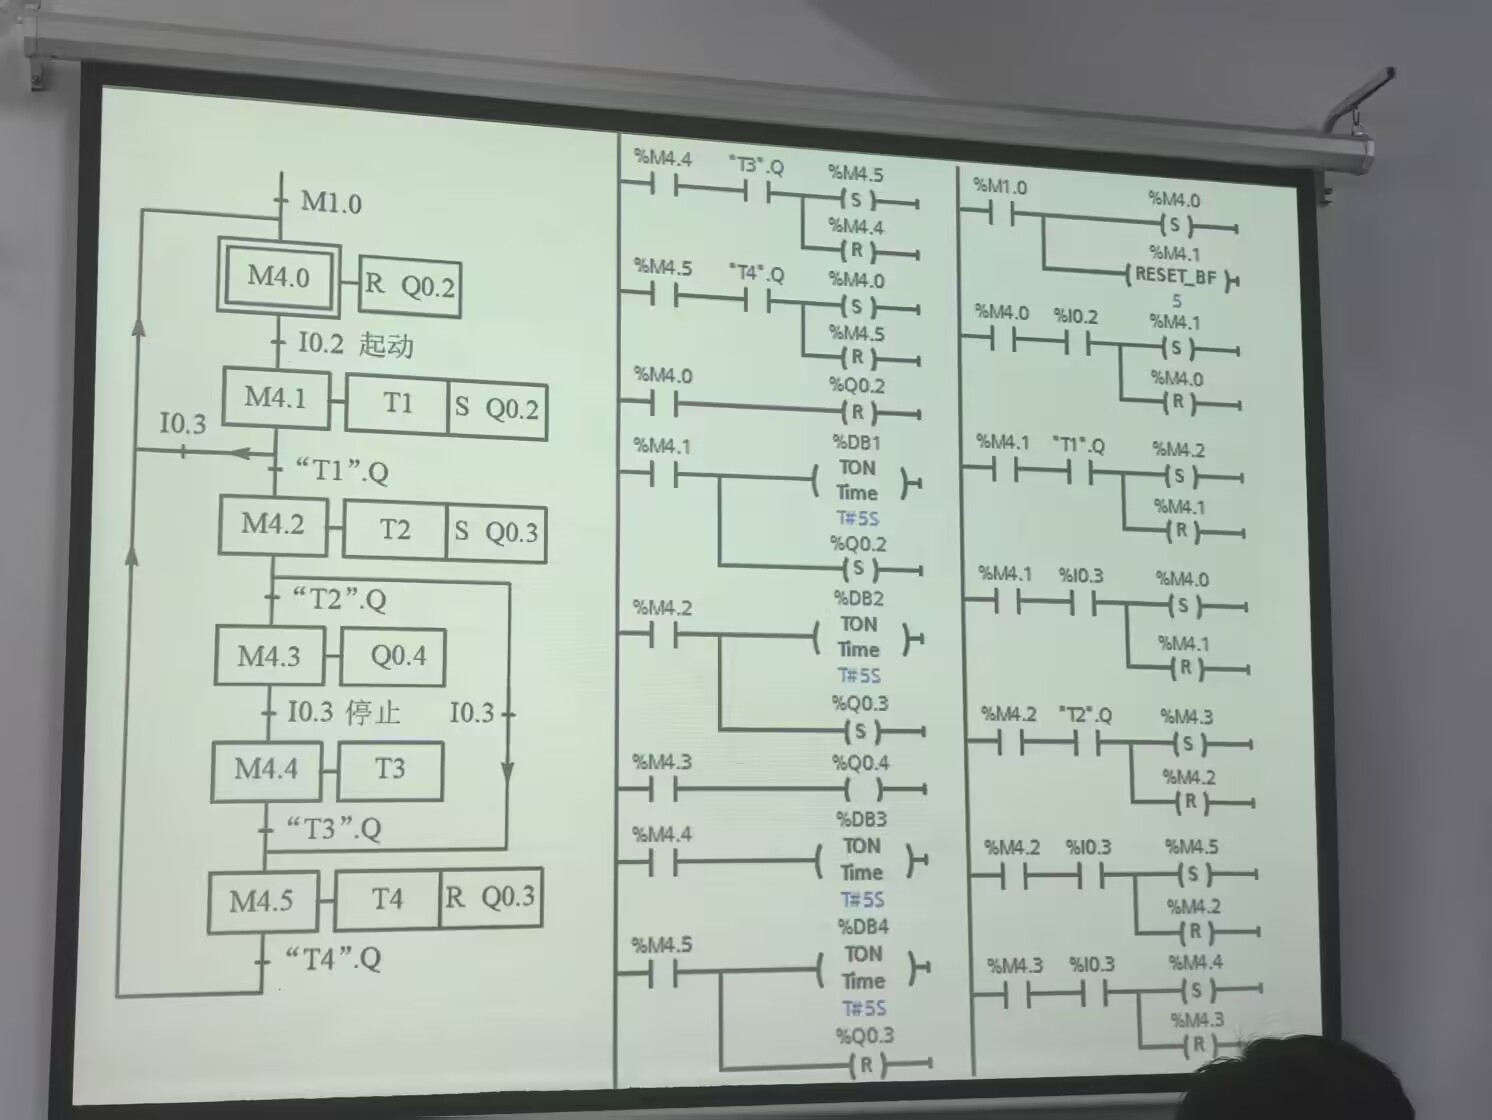 M1.0
M4.0 R Q0.2
I0.2 起动
M4.1 T1 S Q0.2
I0.3
“T1”.Q
M4.2 T2 S Q0.3
“T2”.Q
M4.3 Q0.4
I0.3 停止 I0.3
M4.4 T3
“T3”.Q
M4.5 T4 R Q0.3
“T4”.Q
%M4.4 "T3".Q %M4.5
S
%M4.4
R
%M4.5 "T4".Q %M4.0
S
%M4.5
R
%M4.0 %Q0.2
R
%M4.1 %DB1
TON
Time
T#5S
%Q0.2
S
%M4.2 %DB2
TON
Time
T#5S
%Q0.3
S
%M4.3 %Q0.4
%M4.4 %DB3
TON
Time
T#5S
%M4.5 %DB4
TON
Time
T#5S
%Q0.3
R
%M1.0 %M4.0
S
%M4.1
RESET_BF
5
%M4.0 %I0.2 %M4.1
S
%M4.0
R
%M4.1 "T1".Q %M4.2
S
%M4.1
R
%M4.1 %I0.3 %M4.0
S
%M4.1
R
%M4.2 "T2".Q %M4.3
S
%M4.2
R
%M4.2 %I0.3 %M4.5
S
%M4.2
R
%M4.3 %I0.3 %M4.4
S
%M4.3
R